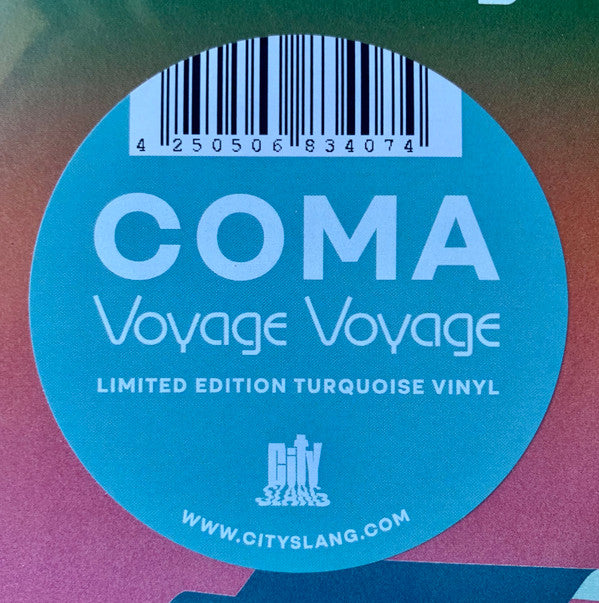 4 250506 834074
COMA
Voyage Voyage
LIMITED EDITION TURQUOISE VINYL
City
SLANG
WWW.CITYSLANG.COM